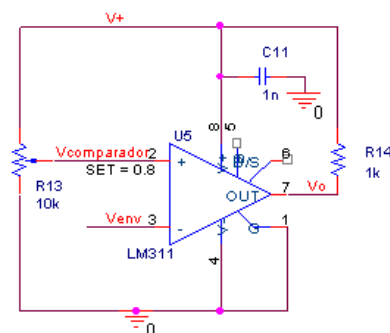 V+
C11
1n
0
U5
8
5
Vcomparador
2
+
B/S
6
R14
SET = 0.8
OUT
7
Vo
1k
R13
10k
Venv
3
-
1
LM311
4
0